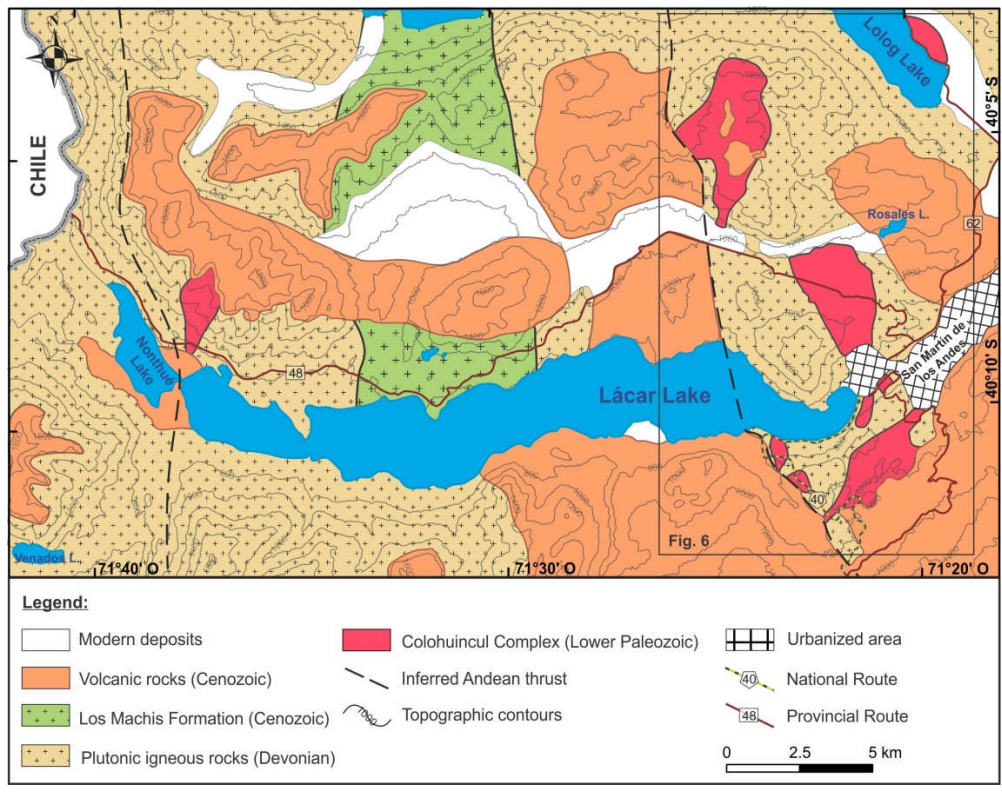 CHILE
Lolog Lake
40°5' S
Rosales L.
62
San Martín de
los Andes
40°10' S
Nonthué
Lake
48
Lácar Lake
40
Fig. 6
Venados L.
71°40' O
71°30' O
71°20' O
Legend:
Modern deposits
Volcanic rocks (Cenozoic)
Los Machis Formation (Cenozoic)
Plutonic igneous rocks (Devonian)
Colohuincul Complex (Lower Paleozoic)
Inferred Andean thrust
1000
Topographic contours
Urbanized area
40
National Route
48
Provincial Route
0 2.5 5 km